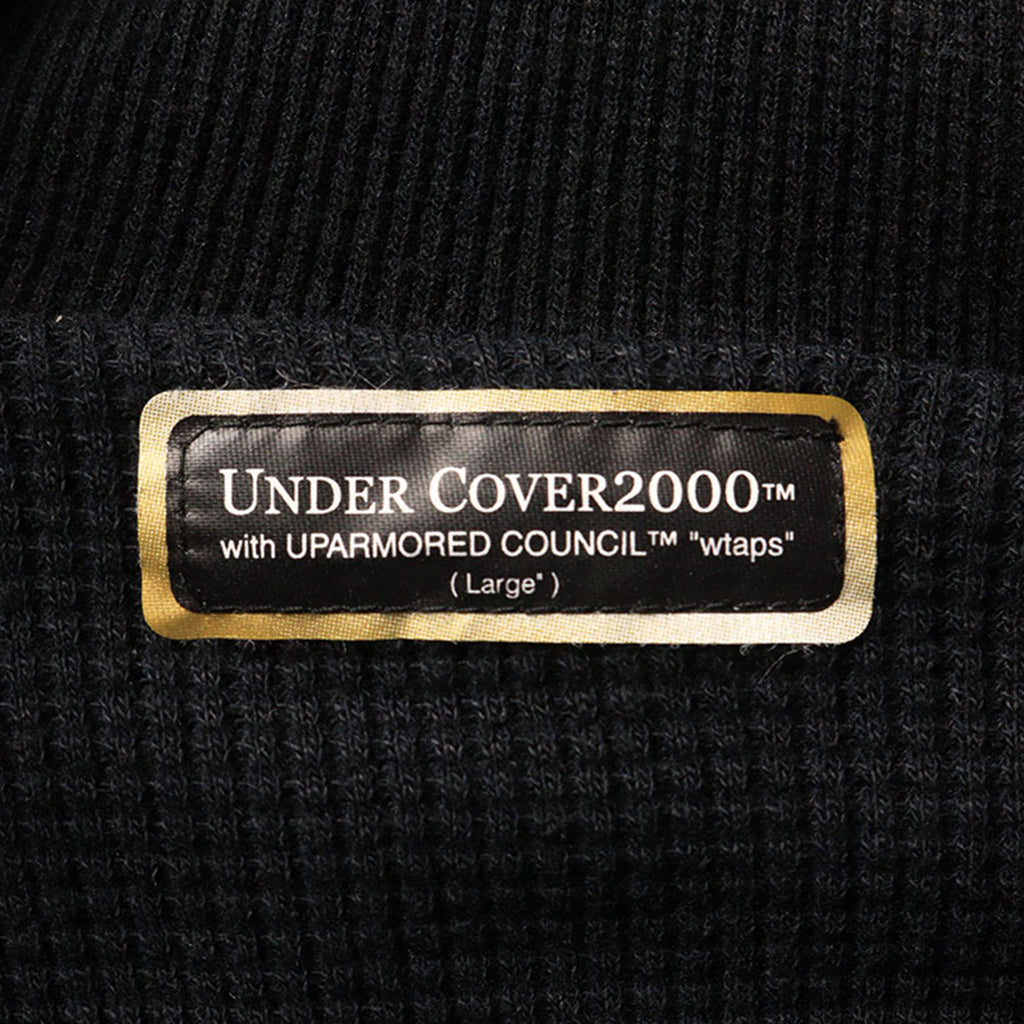 UNDER COVER2000™
with UPARMORED COUNCIL™ "wtaps"
( Large" )